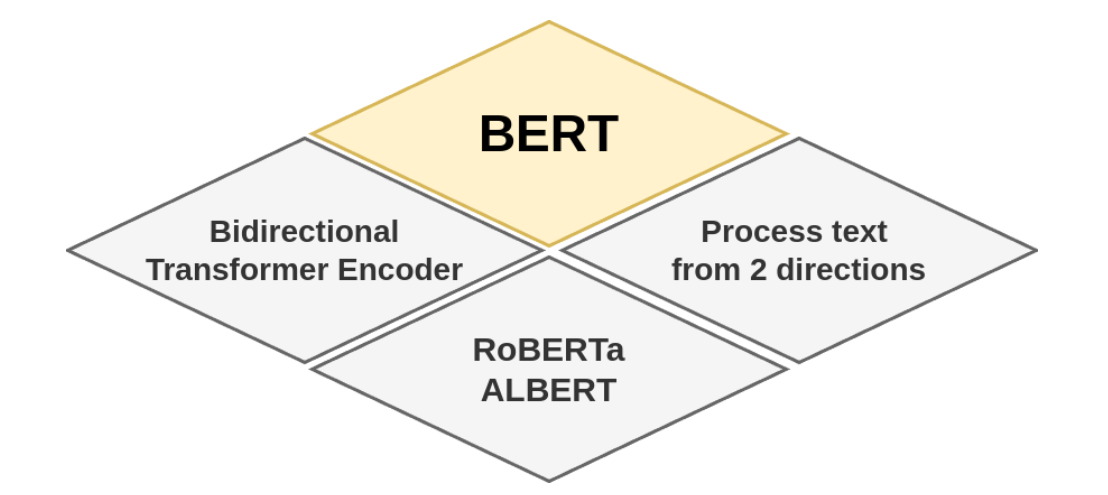 BERT
Bidirectional
Transformer Encoder
Process text
from 2 directions
RoBERTa
ALBERT